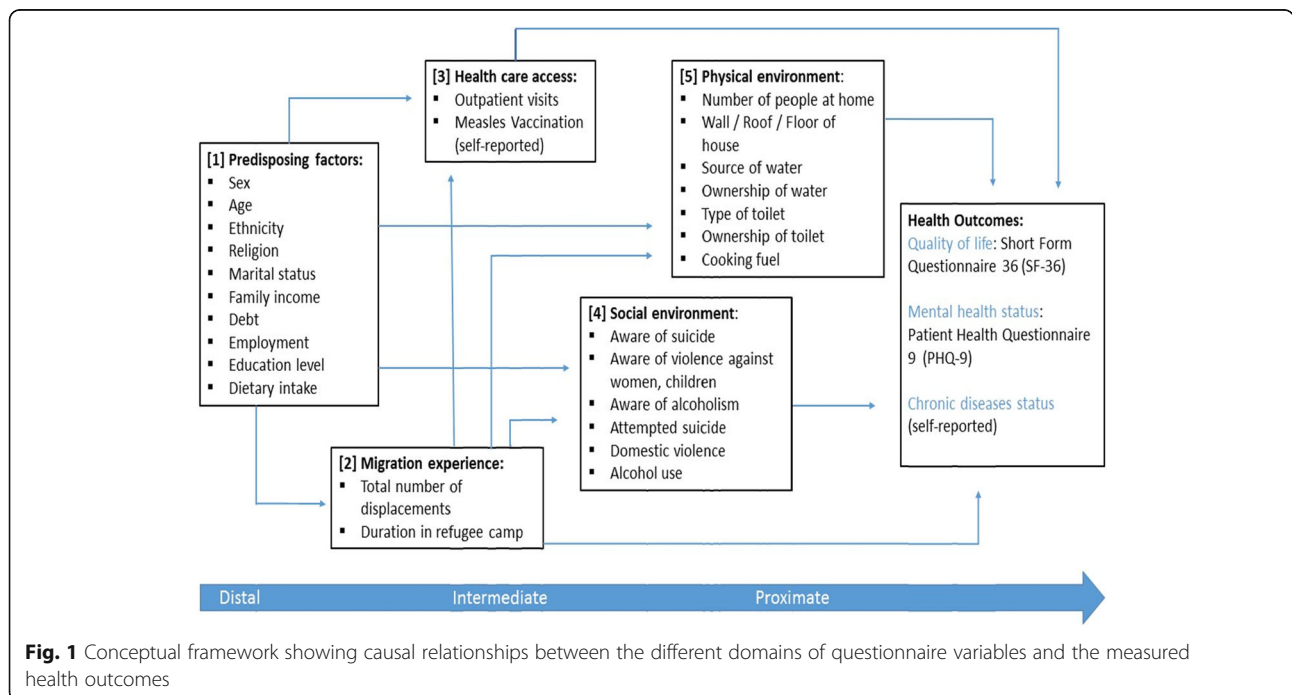 [3] Health care access:
▪ Outpatient visits
▪ Measles Vaccination
(self-reported)
[5] Physical environment:
▪ Number of people at home
▪ Wall / Roof / Floor of
house
▪ Source of water
▪ Ownership of water
▪ Type of toilet
▪ Ownership of toilet
▪ Cooking fuel
[1] Predisposing factors:
▪ Sex
▪ Age
▪ Ethnicity
▪ Religion
▪ Marital status
▪ Family income
▪ Debt
▪ Employment
▪ Education level
▪ Dietary intake
Health Outcomes:
Quality of life: Short Form
Questionnaire 36 (SF-36)
Mental health status:
Patient Health Questionnaire
9 (PHQ-9)
Chronic diseases status
(self-reported)
[4] Social environment:
▪ Aware of suicide
▪ Aware of violence against
women, children
▪ Aware of alcoholism
▪ Attempted suicide
▪ Domestic violence
▪ Alcohol use
[2] Migration experience:
▪ Total number of
displacements
▪ Duration in refugee camp
Distal Intermediate Proximate
Fig. 1 Conceptual framework showing causal relationships between the different domains of questionnaire variables and the measured
health outcomes